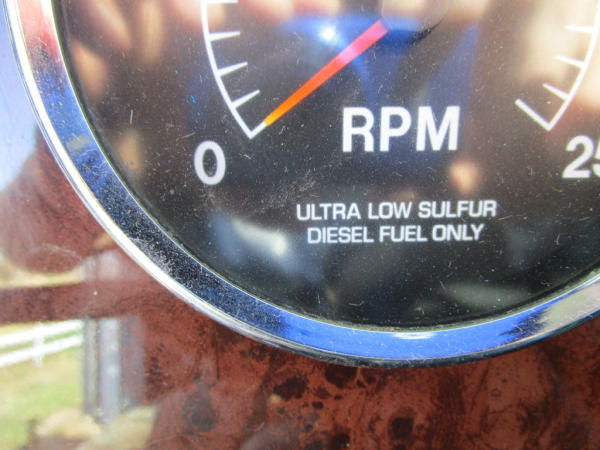 RPM
0
25
ULTRA LOW SULFUR
DIESEL FUEL ONLY